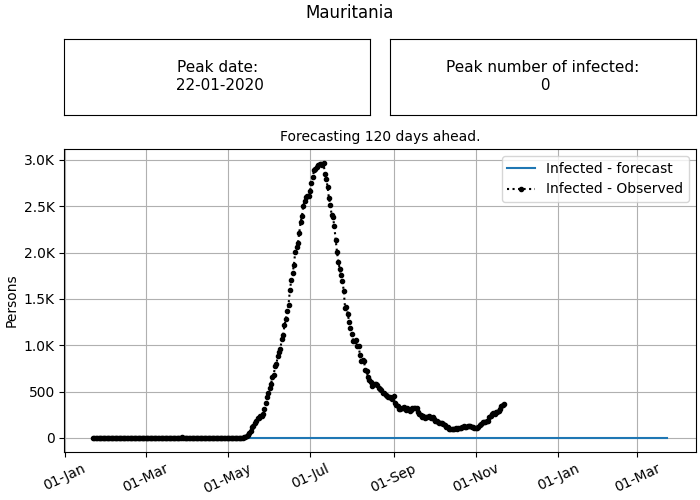 Mauritania
Peak date:
22-01-2020
Peak number of infected:
0
Forecasting 120 days ahead.
Infected - forecast
Infected - Observed
3.0K
2.5K
2.0K
1.5K
1.0K
500
0
Persons
01-Jan
01-Mar
01-May
01-Jul
01-Sep
01-Nov
01-Jan
01-Mar